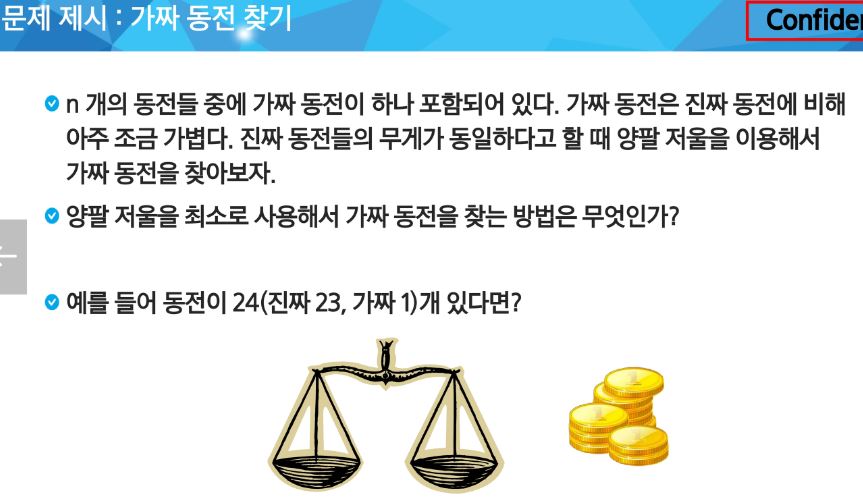 문제 제시 : 가짜 동전 찾기
n 개의 동전들 중에 가짜 동전이 하나 포함되어 있다. 가짜 동전은 진짜 동전에 비해
아주 조금 가볍다. 진짜 동전들의 무게가 동일하다고 할 때 양팔 저울을 이용해서
가짜 동전을 찾아보자.
양팔 저울을 최소로 사용해서 가짜 동전을 찾는 방법은 무엇인가?
예를 들어 동전이 24(진짜 23, 가짜 1)개 있다면?